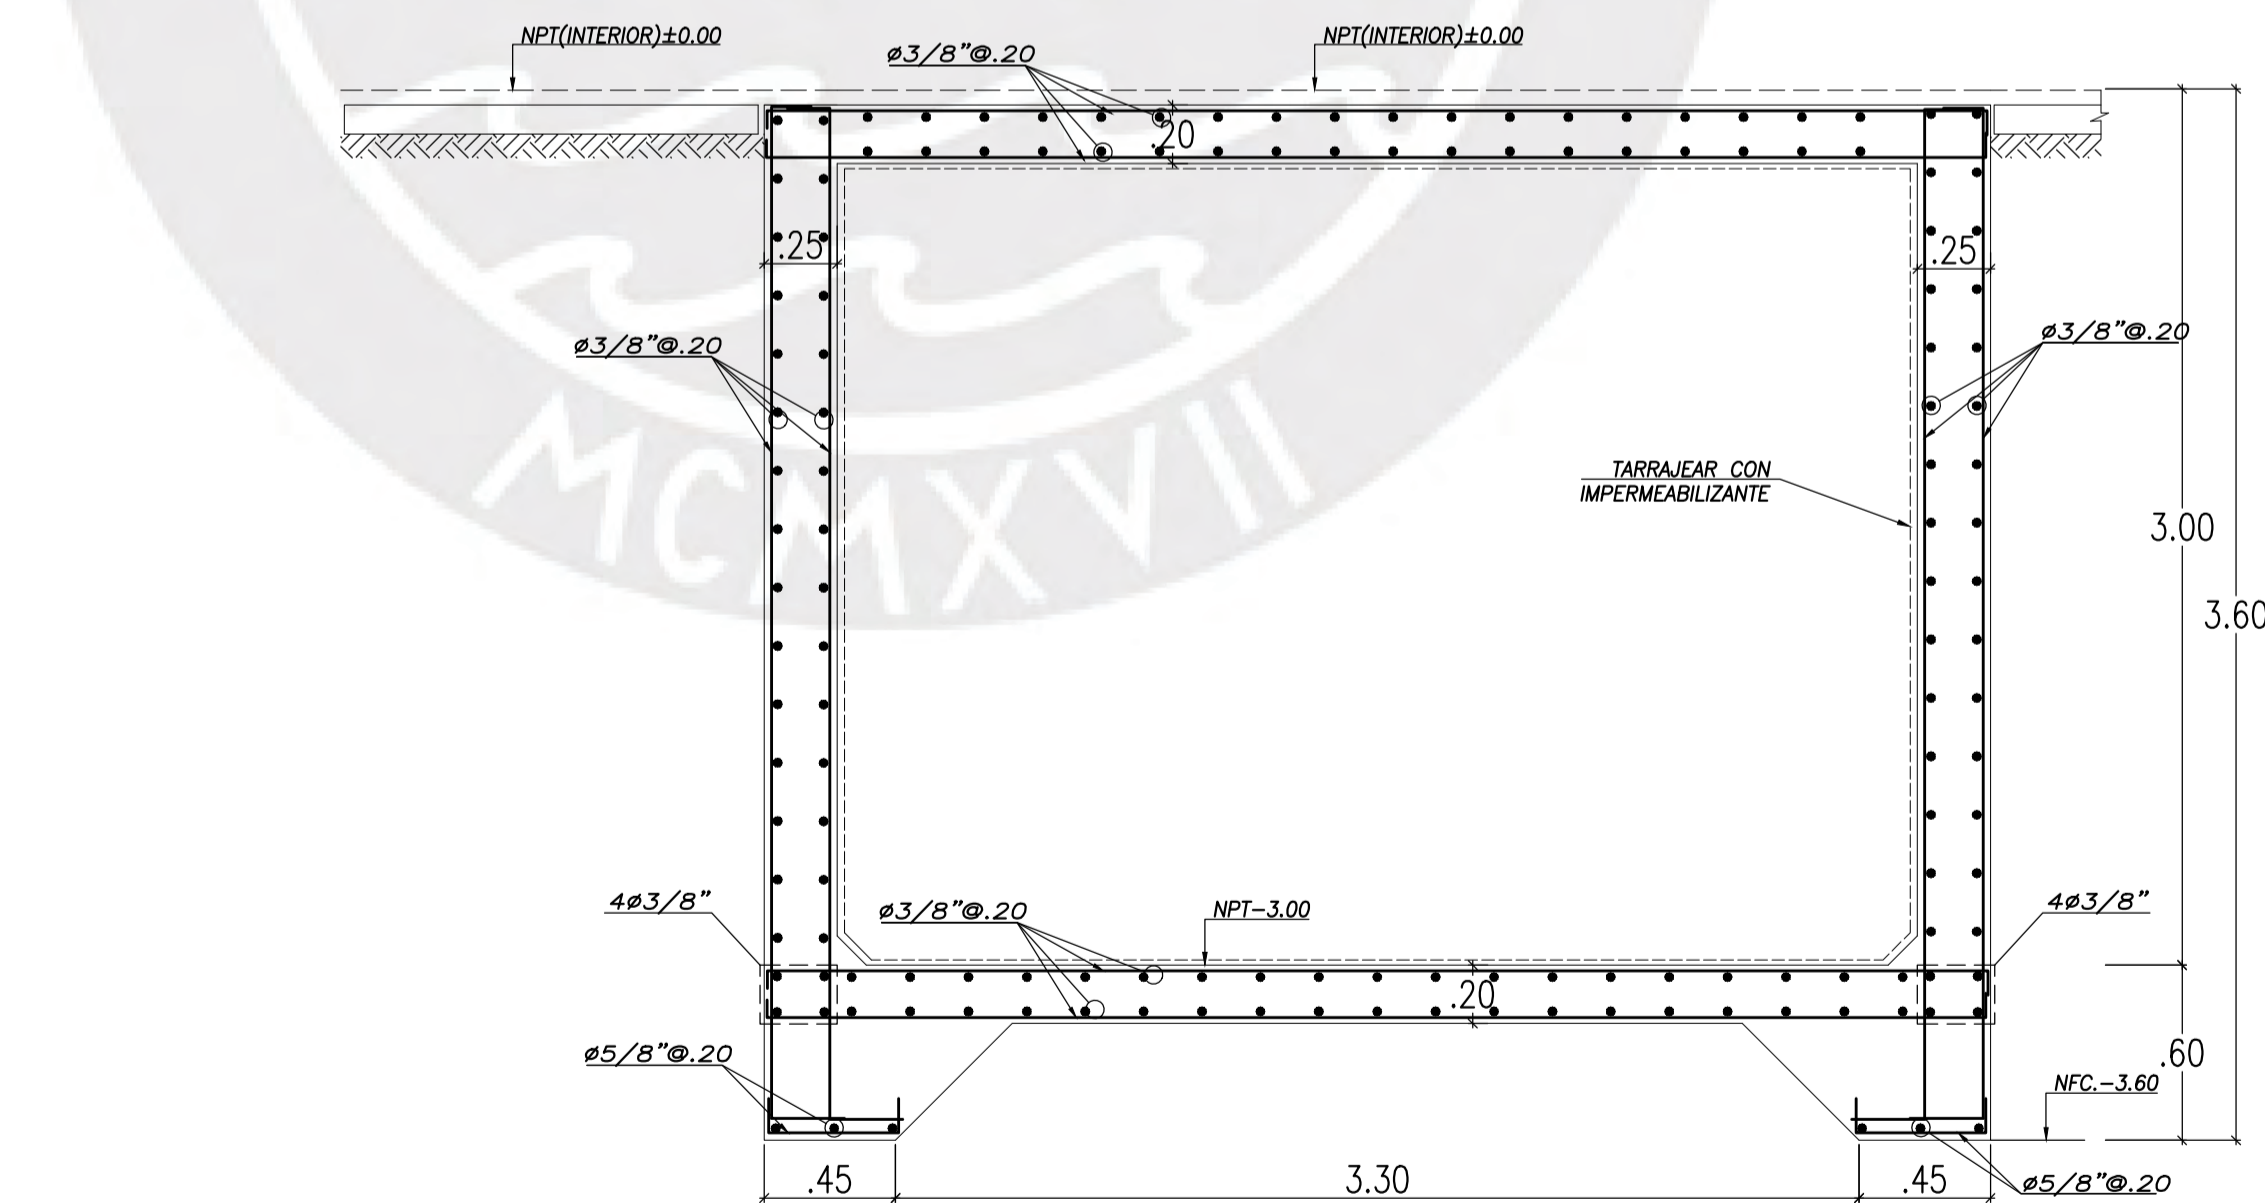 NPT(INTERIOR)±0.00
NPT(INTERIOR)±0.00
ø3/8"@.20
.20
.25
.25
ø3/8"@.20
ø3/8"@.20
MCMXVII
TARRAJEAR CON
IMPERMEABILIZANTE
3.00
3.60
4ø3/8"
ø3/8"@.20
NPT-3.00
4ø3/8"
.20
ø5/8"@.20
.60
NFC.-3.60
.45
3.30
.45
ø5/8"@.20